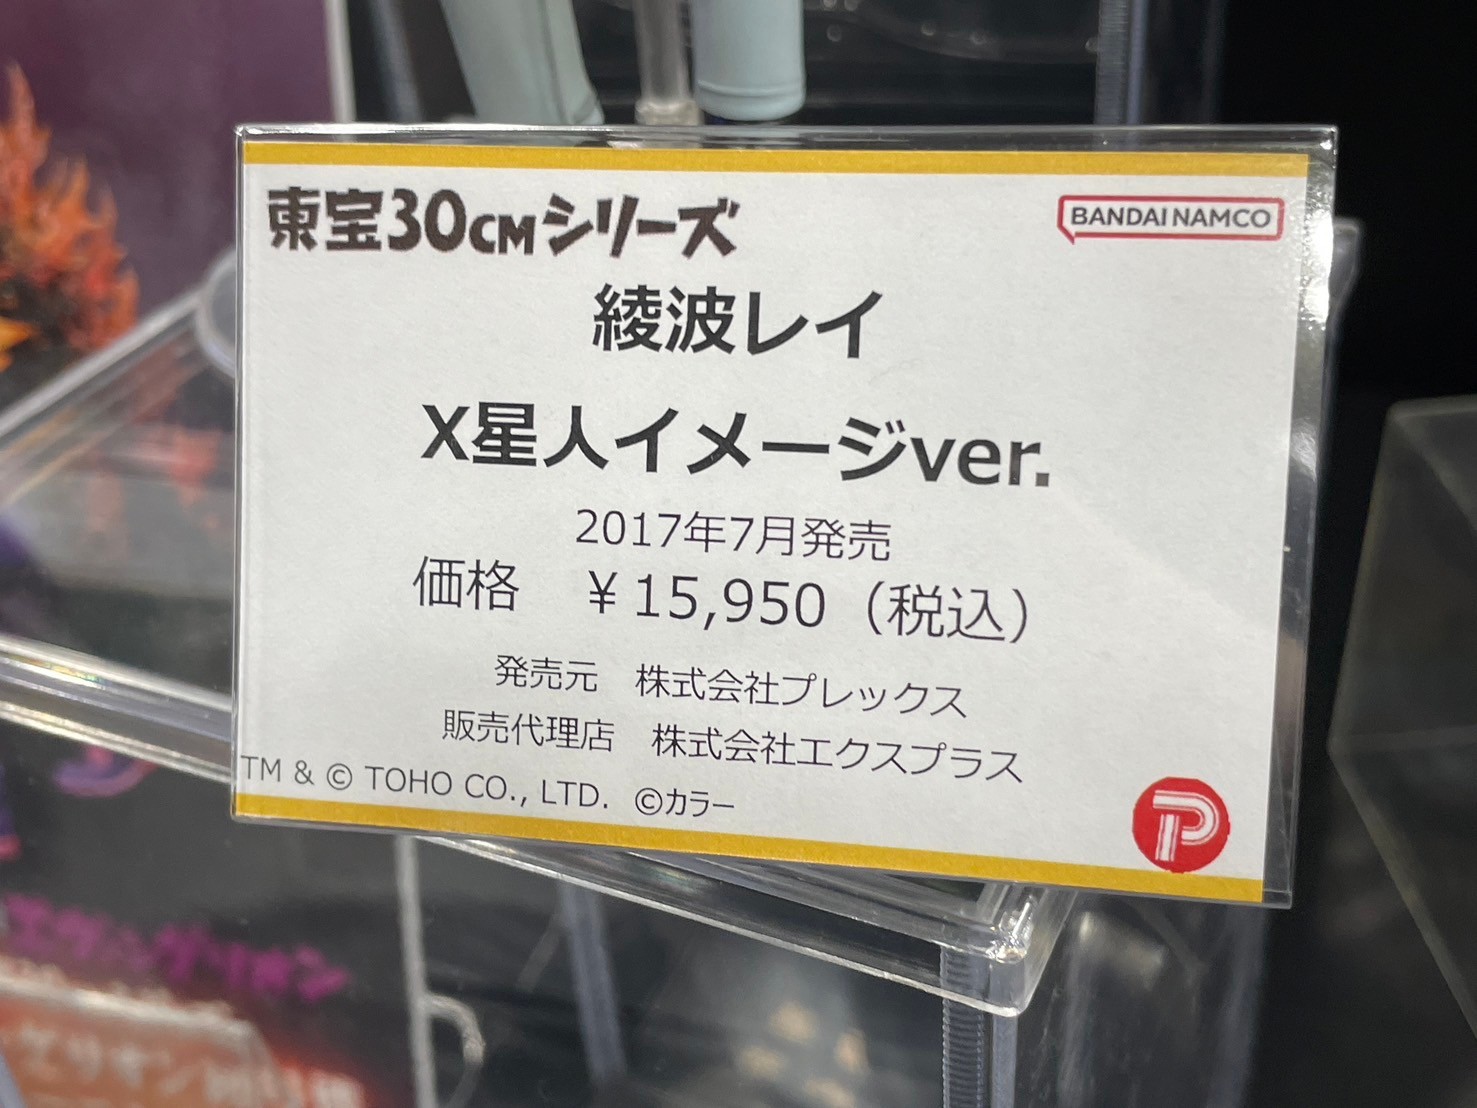 東宝30CMシリーズ
BANDAI NAMCO
綾波レイ
X星人イメージver.
2017年7月発売
価格　￥15,950（税込）
発売元　株式会社プレックス
販売代理店　株式会社エクスプラス
TM & © TOHO CO., LTD. ©カラー
P